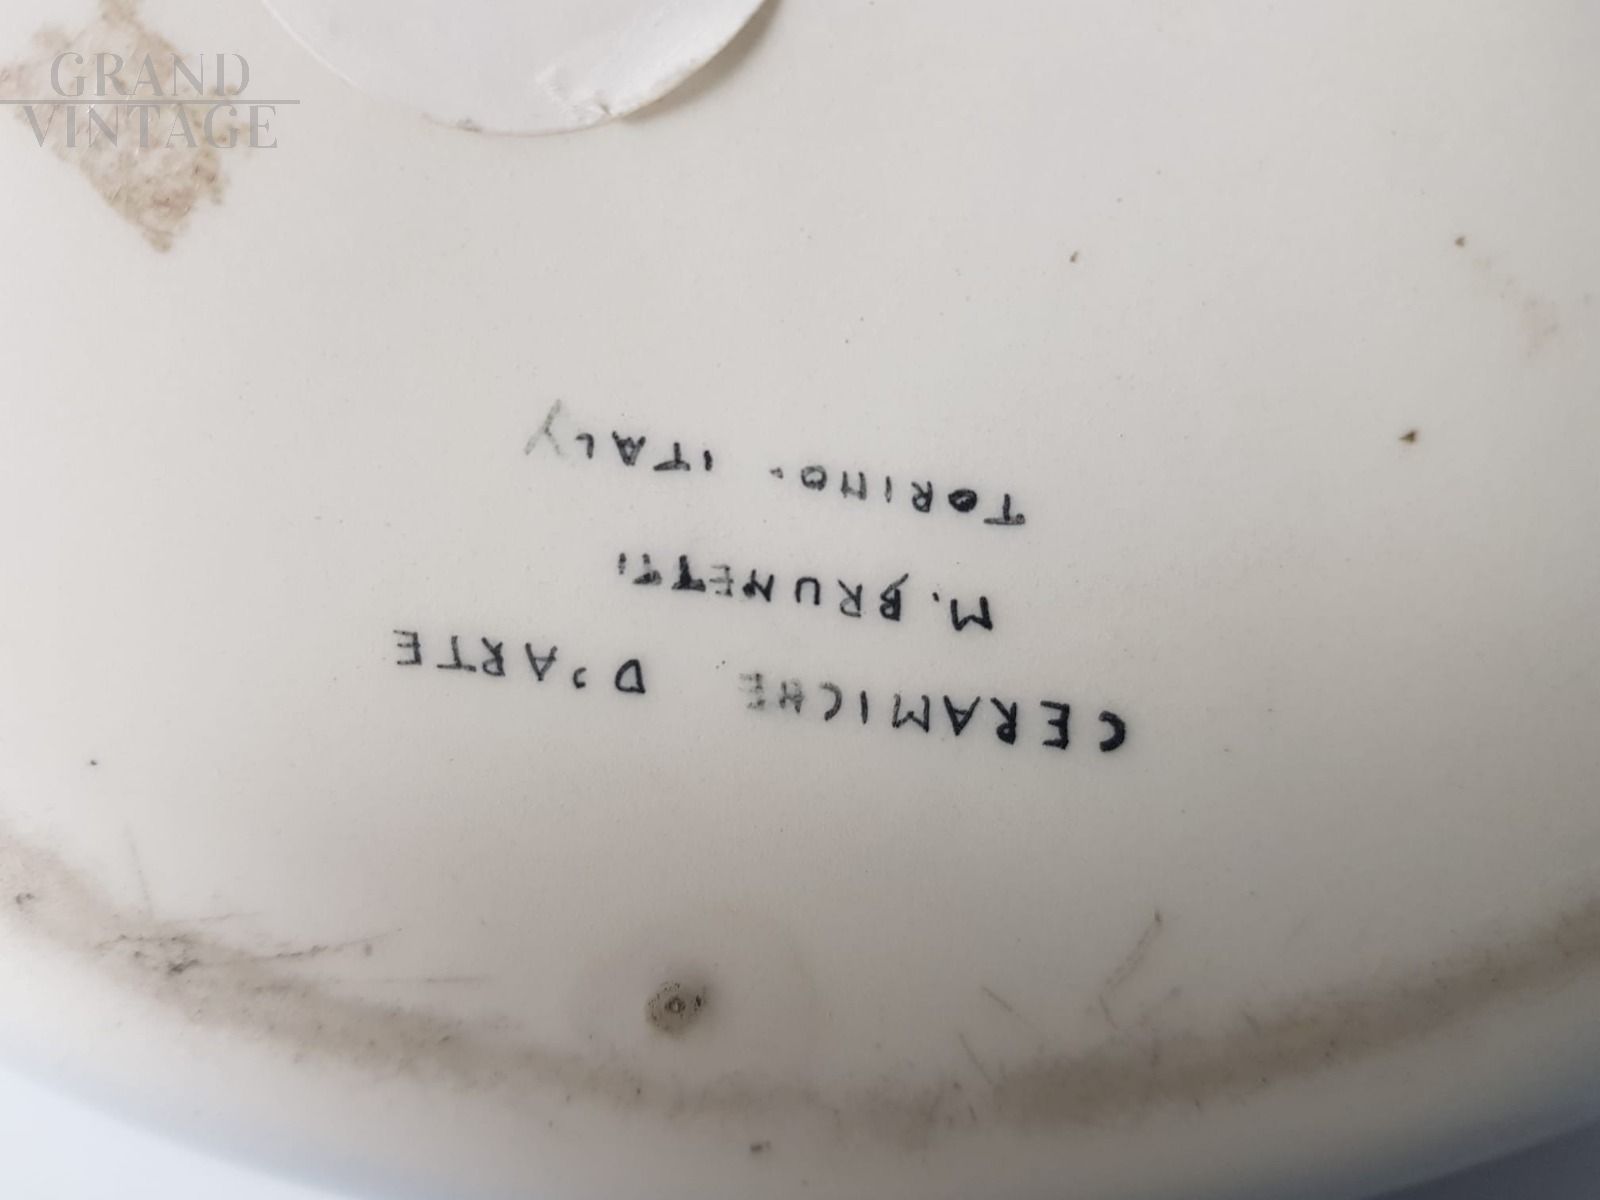 GRAND
VINTAGE
CERAMICHE D'ARTE
M. BRUNETTI
TORINO. ITALY